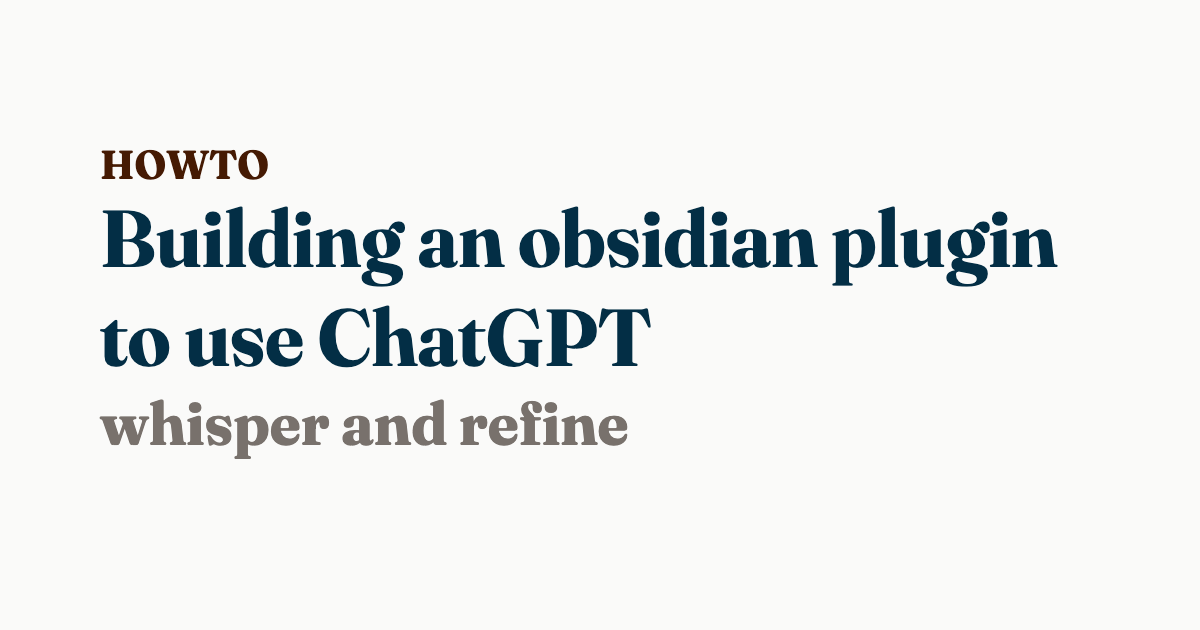 HOWTO
Building an obsidian plugin
to use ChatGPT
whisper and refine